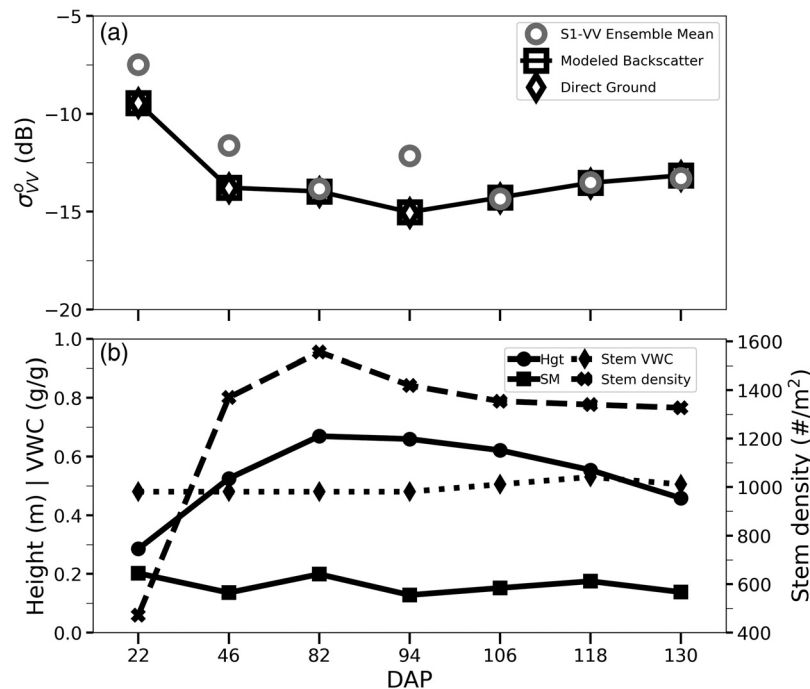 (a)
S1-VV Ensemble Mean
Modeled Backscatter
Direct Ground
−5
−10
−15
−20
σ°VV (dB)
(b)
Hgt
Stem VWC
SM
Stem density
1.0
0.8
0.6
0.4
0.2
0.0
Height (m) | VWC (g/g)
1600
1400
1200
1000
800
600
400
Stem density (#/m²)
22 46 82 94 106 118 130
DAP